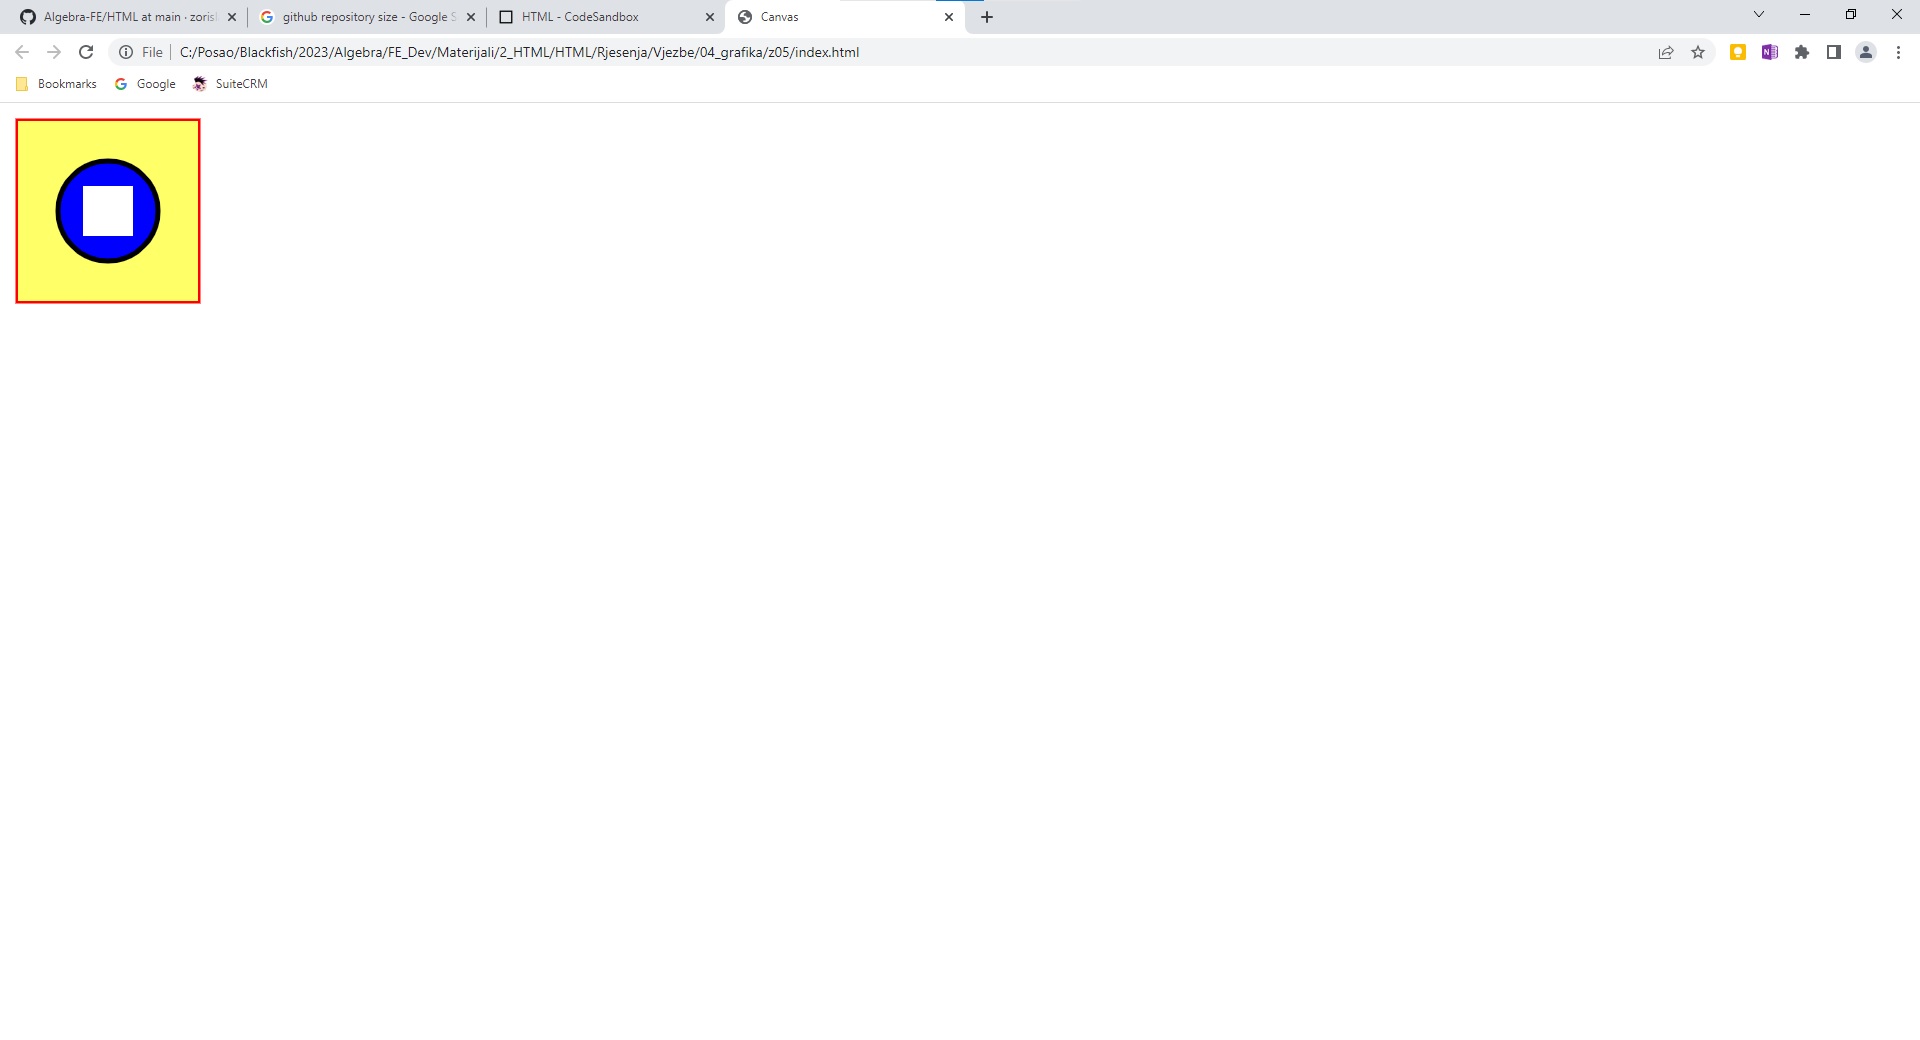 Algebra-FE/HTML at main · zoris
github repository size - Google S
HTML - CodeSandbox
Canvas
File
C:/Posao/Blackfish/2023/Algebra/FE_Dev/Materijali/2_HTML/HTML/Rjesenja/Vjezbe/04_grafika/z05/index.html
Bookmarks
Google
SuiteCRM